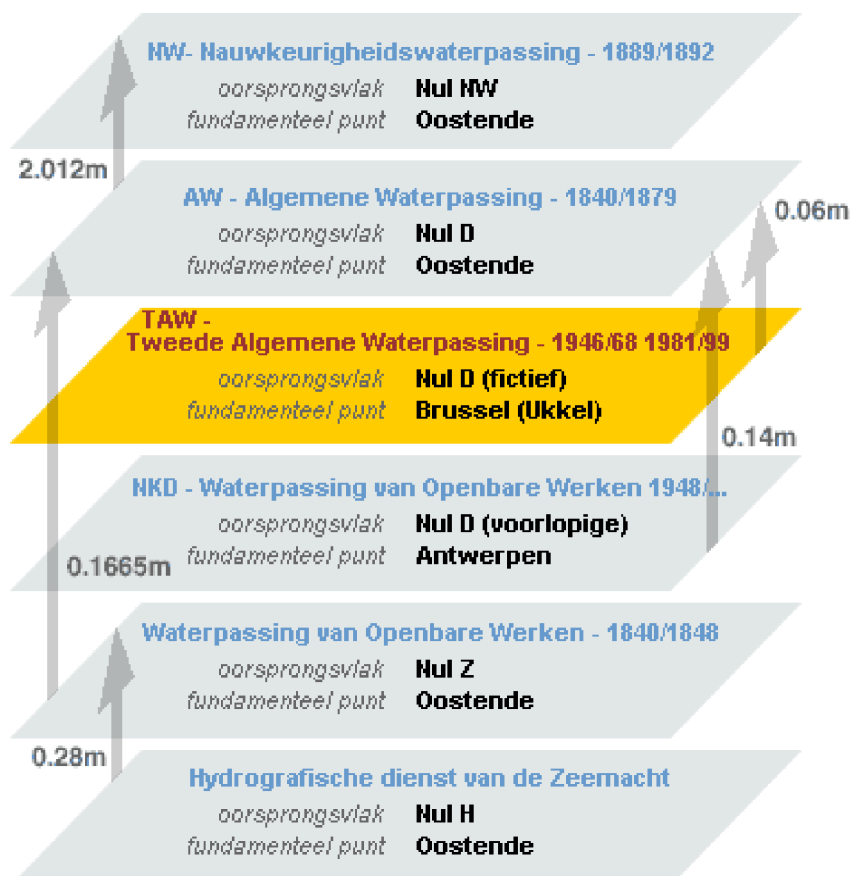 NW- Nauwkeurigheidswaterpassing - 1889/1892
oorsprongsvlak Nul NW
fundamenteel punt Oostende
2.012m
AW - Algemene Waterpassing - 1840/1879
0.06m
oorsprongsvlak Nul D
fundamenteel punt Oostende
TAW -
Tweede Algemene Waterpassing - 1946/68 1981/99
oorsprongsvlak Nul D (fictief)
fundamenteel punt Brussel (Ukkel)
0.14m
NKD - Waterpassing van Openbare Werken 1948/...
oorsprongsvlak Nul D (voorlopige)
fundamenteel punt Antwerpen
0.1665m
Waterpassing van Openbare Werken - 1840/1848
oorsprongsvlak Nul Z
fundamenteel punt Oostende
0.28m
Hydrografische dienst van de Zeemacht
oorsprongsvlak Nul H
fundamenteel punt Oostende